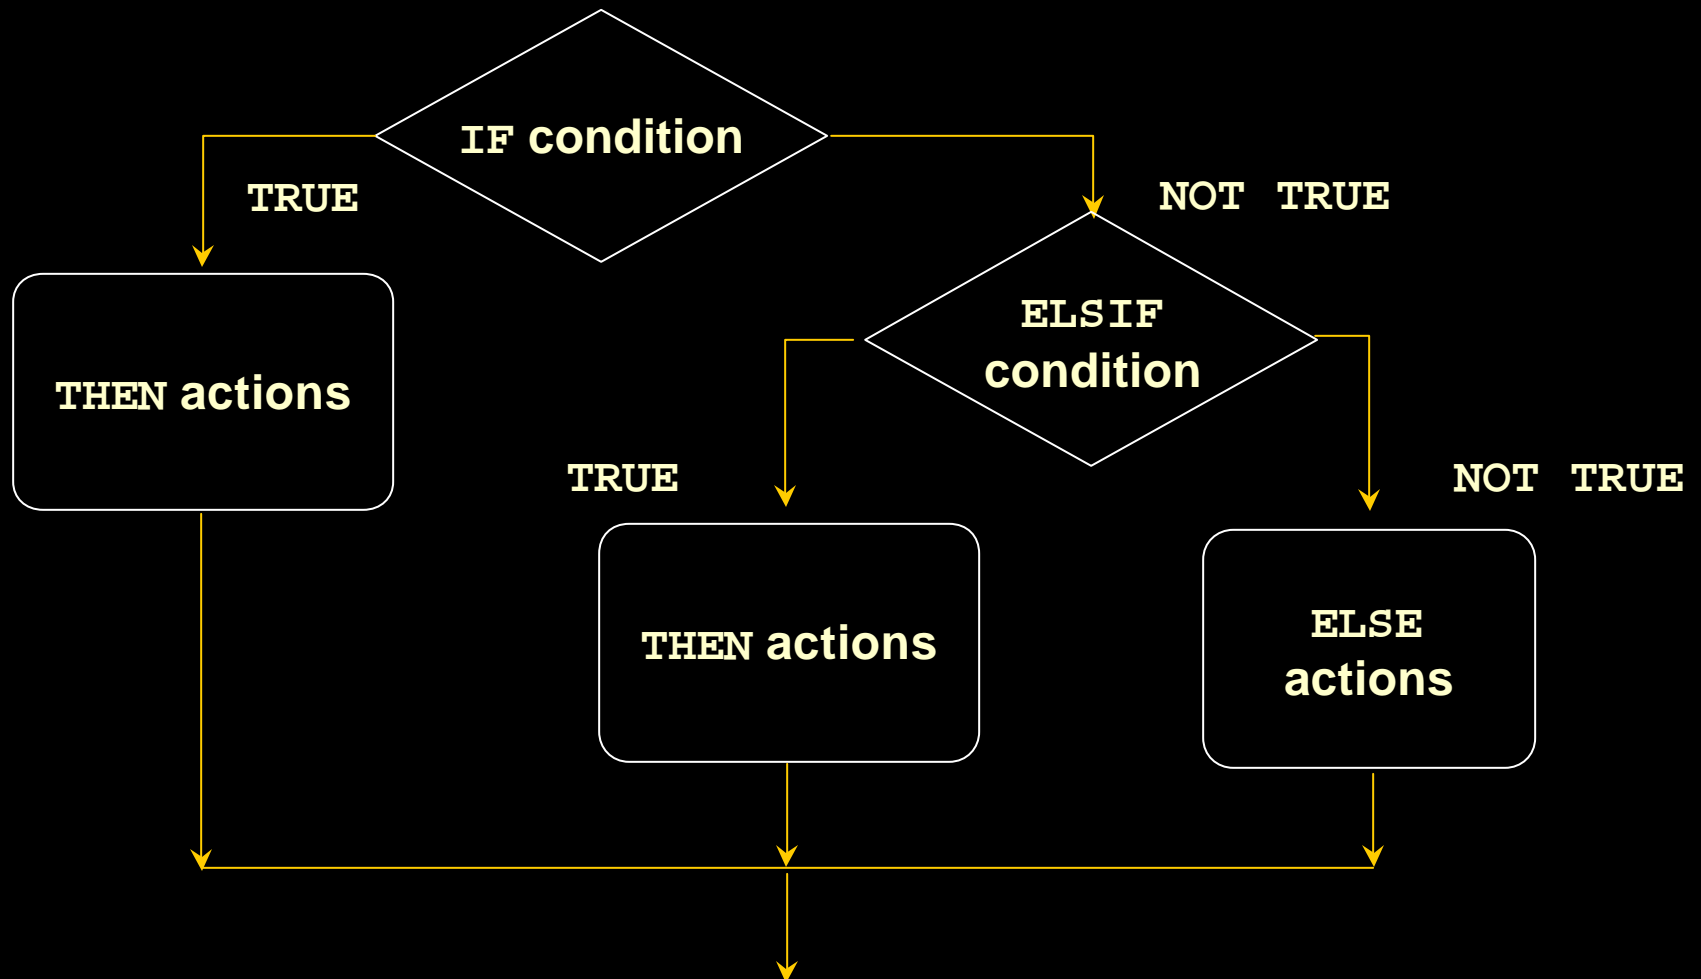 IF condition
TRUE
NOT TRUE
ELSIF
condition
THEN actions
TRUE
NOT TRUE
THEN actions
ELSE
actions